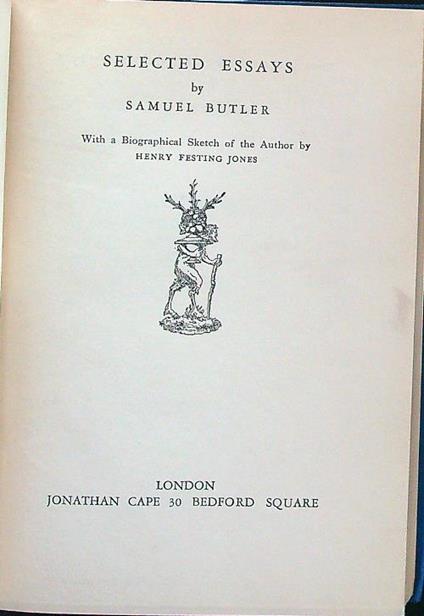 SELECTED ESSAYS
by
SAMUEL BUTLER
With a Biographical Sketch of the Author by
HENRY FESTING JONES
LONDON
JONATHAN CAPE 30 BEDFORD SQUARE